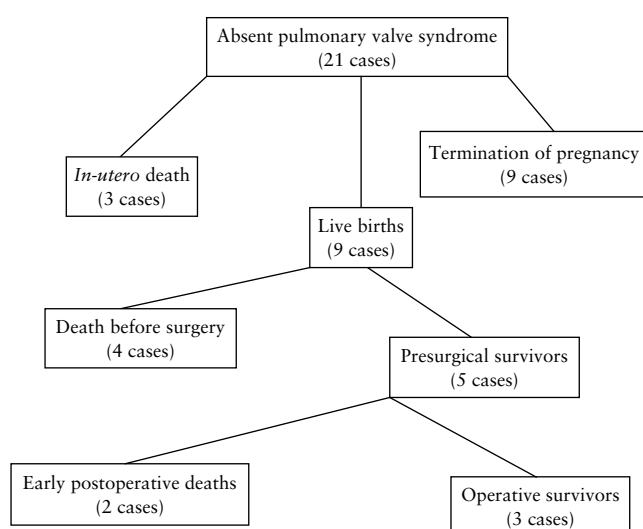 Absent pulmonary valve syndrome
(21 cases)
In-utero death
(3 cases)
Termination of pregnancy
(9 cases)
Live births
(9 cases)
Death before surgery
(4 cases)
Presurgical survivors
(5 cases)
Early postoperative deaths
(2 cases)
Operative survivors
(3 cases)